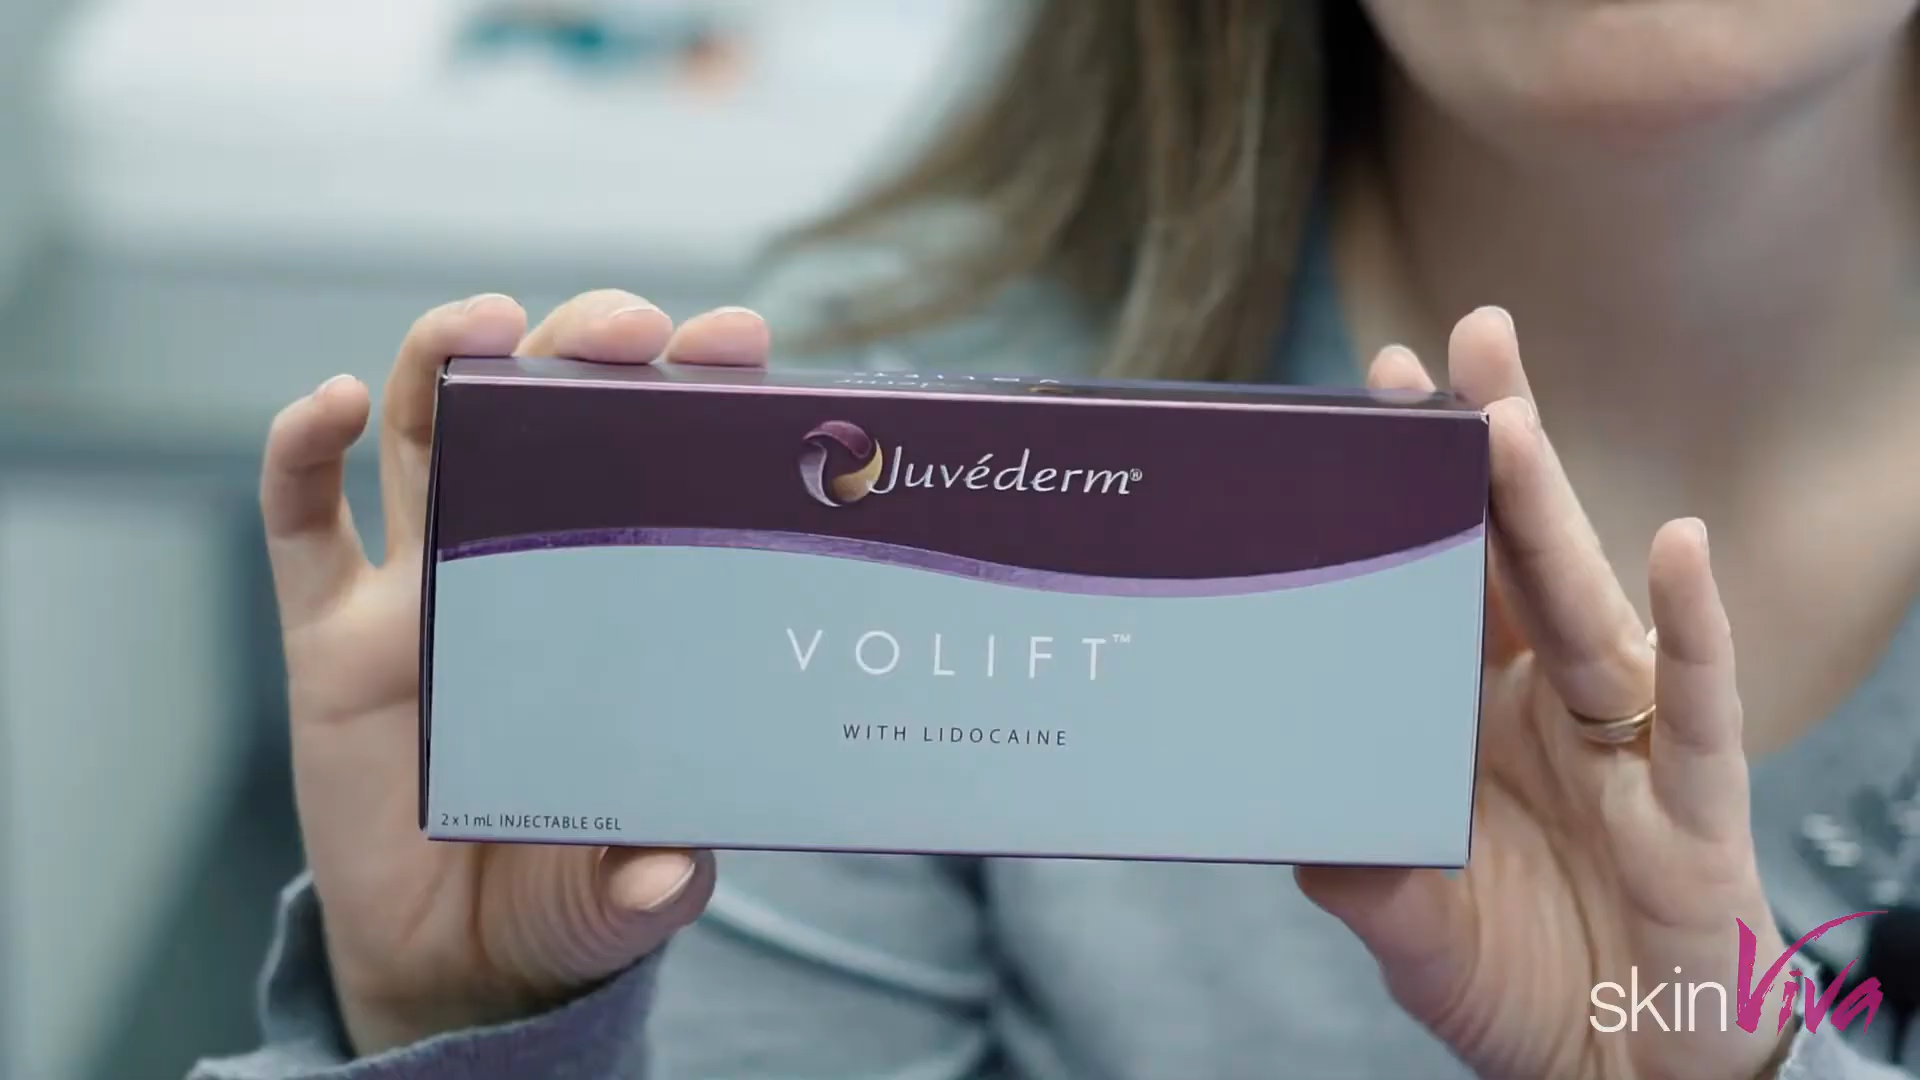 Juvéderm®
VOLIFT™
WITH LIDOCAINE
2 x 1 mL INJECTABLE GEL
skinViva